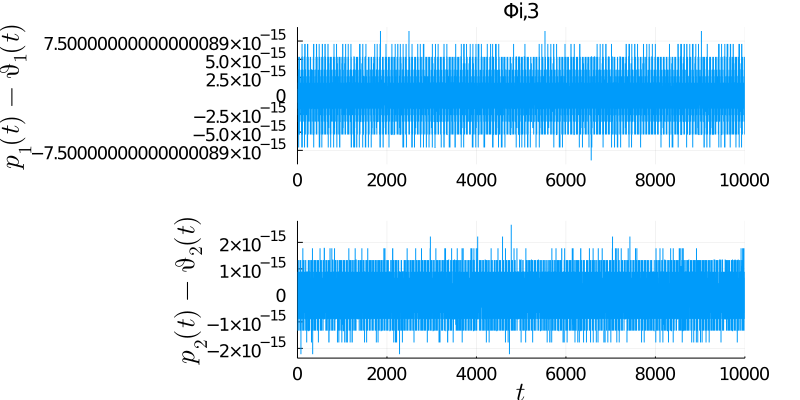 Φi,3
p₁(t) − ϑ₁(t)
7.500000000000000089×10⁻¹⁵
5.0×10⁻¹⁵
2.5×10⁻¹⁵
0
−2.5×10⁻¹⁵
−5.0×10⁻¹⁵
−7.500000000000000089×10⁻¹⁵
0 2000 4000 6000 8000 10000
p₂(t) − ϑ₂(t)
2×10⁻¹⁵
1×10⁻¹⁵
0
−1×10⁻¹⁵
−2×10⁻¹⁵
0 2000 4000 6000 8000 10000
t